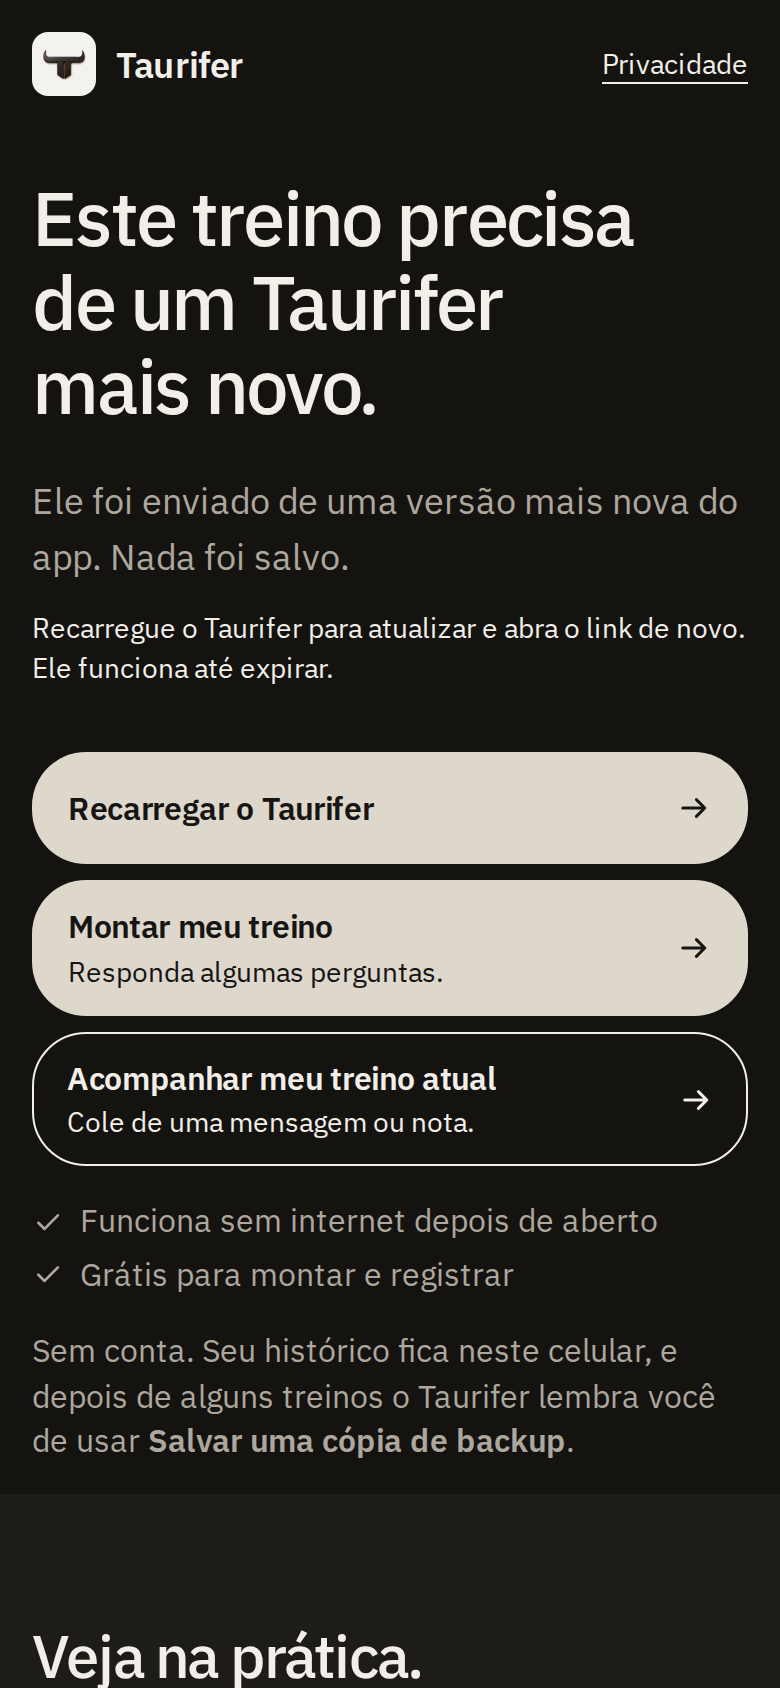 Taurifer
Privacidade
Este treino precisa
de um Taurifer
mais novo.
Ele foi enviado de uma versão mais nova do
app. Nada foi salvo.
Recarregue o Taurifer para atualizar e abra o link de novo.
Ele funciona até expirar.
Recarregar o Taurifer
Montar meu treino
Responda algumas perguntas.
Acompanhar meu treino atual
Cole de uma mensagem ou nota.
Funciona sem internet depois de aberto
Grátis para montar e registrar
Sem conta. Seu histórico fica neste celular, e
depois de alguns treinos o Taurifer lembra você
de usar Salvar uma cópia de backup.
Veja na prática.